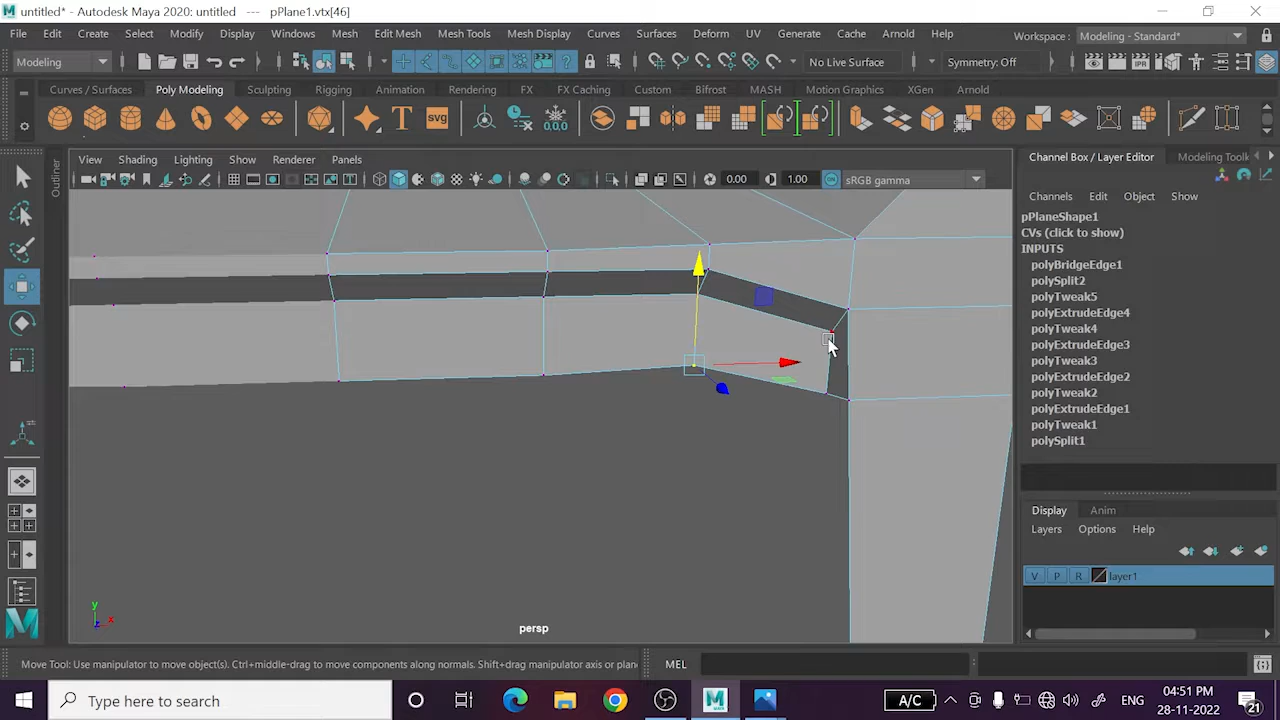 untitled* - Autodesk Maya 2020: untitled   ---   pPlane1.vtx[46]
File Edit Create Select Modify Display Windows Mesh Edit Mesh Mesh Tools Mesh Display Curves Surfaces Deform UV Generate Cache Arnold Help Workspace : Modeling - Standard*
Modeling No Live Surface Symmetry: Off
Curves / Surfaces Poly Modeling Sculpting Rigging Animation Rendering FX FX Caching Custom Bifrost MASH Motion Graphics XGen Arnold
svg 0,0,0
View Shading Lighting Show Renderer Panels
0.00 1.00 sRGB gamma
Outliner
Channel Box / Layer Editor Modeling Toolk
Channels Edit Object Show
pPlaneShape1
CVs (click to show)
INPUTS
polyBridgeEdge1
polySplit2
polyTweak5
polyExtrudeEdge4
polyTweak4
polyExtrudeEdge3
polyTweak3
polyExtrudeEdge2
polyTweak2
polyExtrudeEdge1
polyTweak1
polySplit1
Display Anim
Layers Options Help
V P R layer1
y
x
persp
Move Tool: Use manipulator to move object(s). Ctrl+middle-drag to move components along normals. Shift+drag manipulator axis or plane MEL
Type here to search A/C ENG 04:51 PM
28-11-2022 21